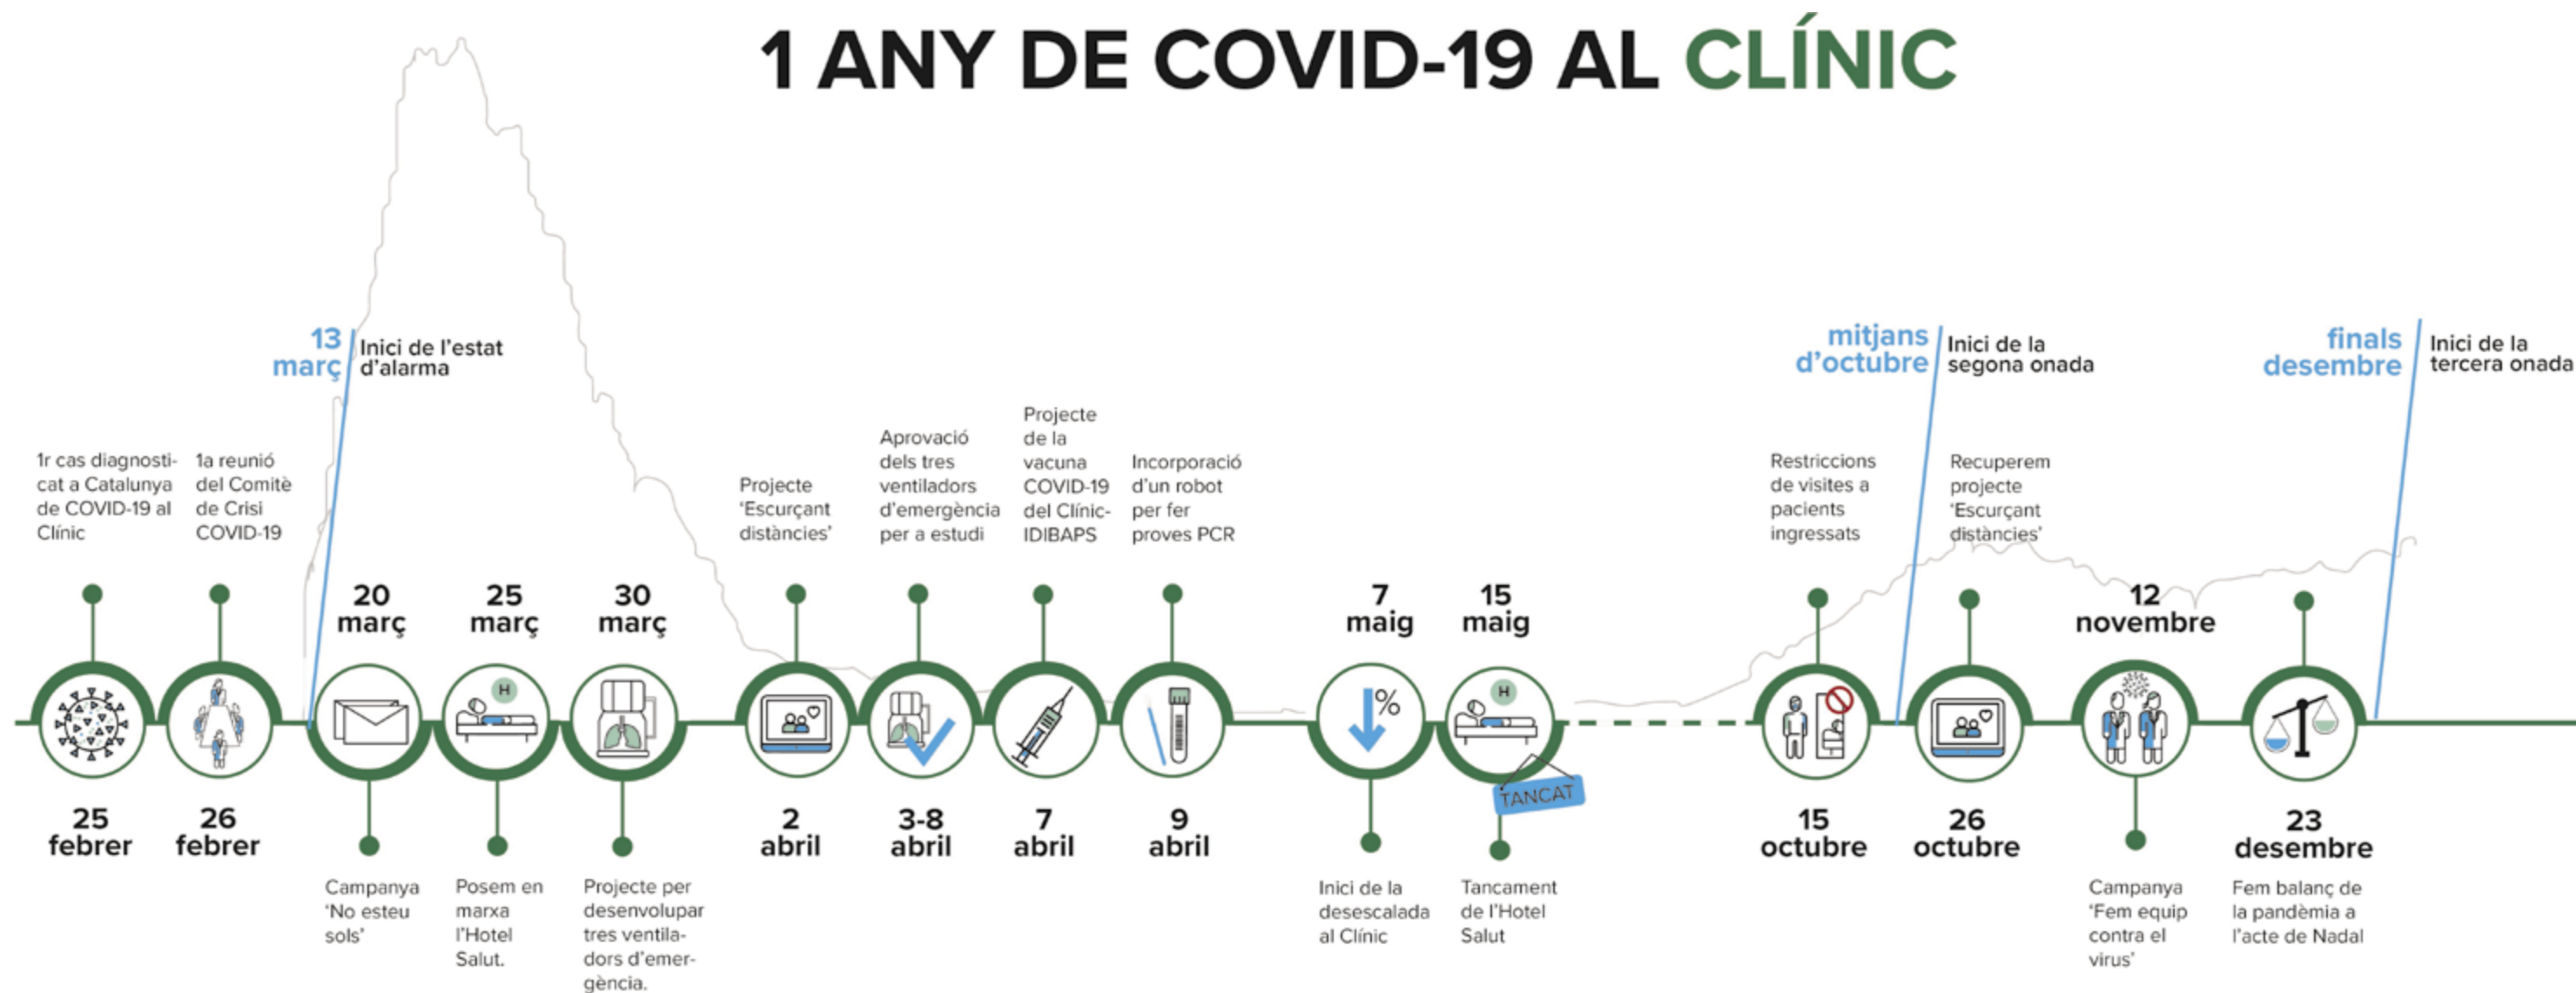 1 ANY DE COVID-19 AL CLÍNIC
13
març
Inici de l'estat
d'alarma
mitjans
d'octubre
Inici de la
segona onada
finals
desembre
Inici de la
tercera onada
1r cas diagnosti-
cat a Catalunya
de COVID-19 al
Clínic
25
febrer
1a reunió
del Comitè
de Crisi
COVID-19
26
febrer
20
març
Campanya
'No esteu
sols'
25
març
H
Posem en
marxa
l'Hotel
Salut.
30
març
Projecte per
desenvolupar
tres ventila-
dors d'emer-
gència.
Projecte
'Escurçant
distàncies'
2
abril
Aprovació
dels tres
ventiladors
d'emergència
per a estudi
3-8
abril
Projecte
de la
vacuna
COVID-19
del Clínic-
IDIBAPS
7
abril
Incorporació
d'un robot
per fer
proves PCR
9
abril
7
maig
%
Inici de la
desescalada
al Clínic
15
maig
H
TANCAT
Tancament
de l'Hotel
Salut
Restriccions
de visites a
pacients
ingressats
15
octubre
Recuperem
projecte
'Escurçant
distàncies'
26
octubre
12
novembre
Campanya
'Fem equip
contra el
virus'
23
desembre
Fem balanç de
la pandèmia a
l'acte de Nadal